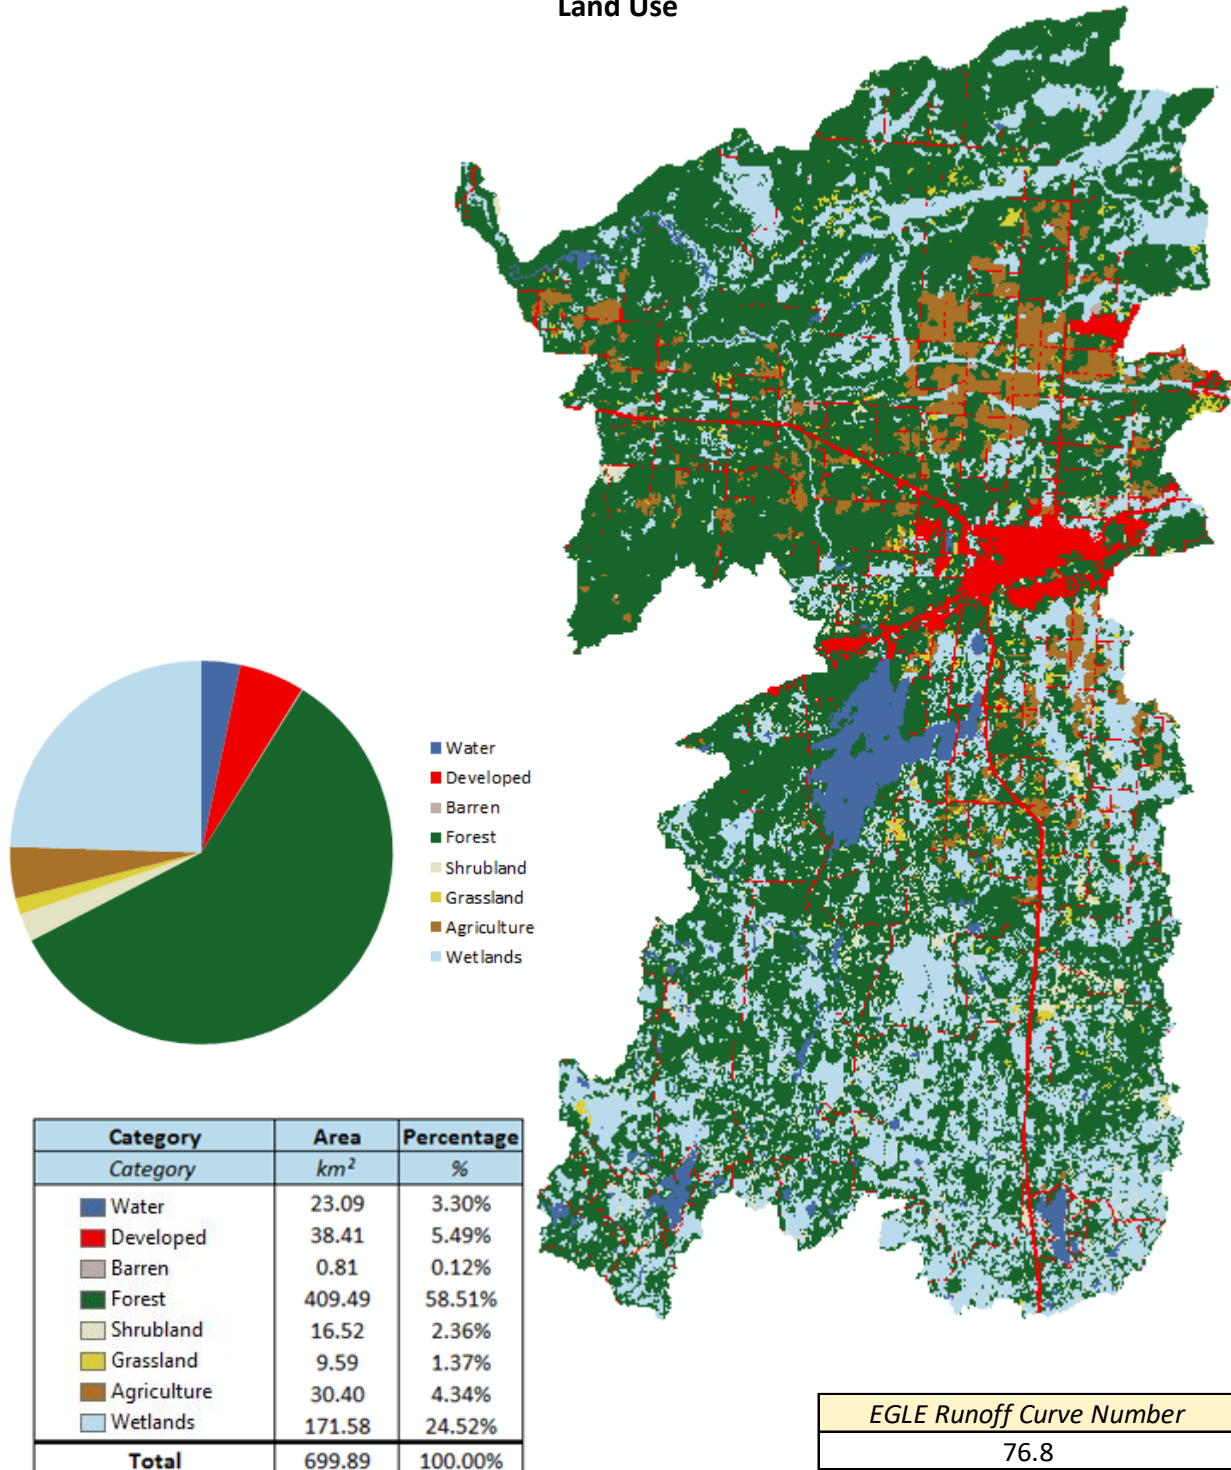 Land Use
Water
Developed
Barren
Forest
Shrubland
Grassland
Agriculture
Wetlands
Category Area Percentage
Category km² %
Water 23.09 3.30%
Developed 38.41 5.49%
Barren 0.81 0.12%
Forest 409.49 58.51%
Shrubland 16.52 2.36%
Grassland 9.59 1.37%
Agriculture 30.40 4.34%
Wetlands 171.58 24.52%
Total 699.89 100.00%
EGLE Runoff Curve Number
76.8